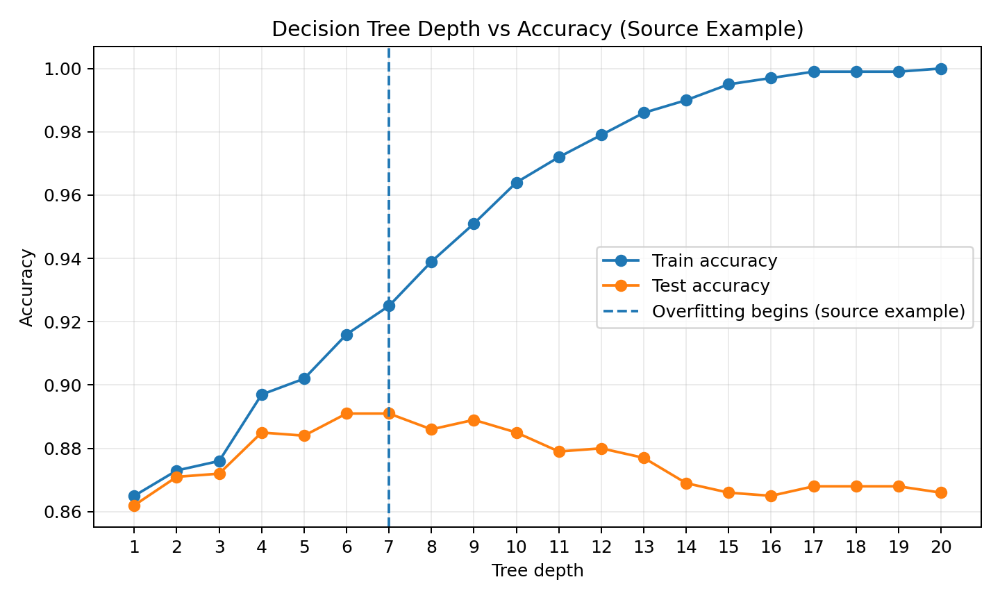 Decision Tree Depth vs Accuracy (Source Example)
1.00
0.98
0.96
0.94
0.92
0.90
0.88
0.86
Accuracy
Train accuracy
Test accuracy
Overfitting begins (source example)
1 2 3 4 5 6 7 8 9 10 11 12 13 14 15 16 17 18 19 20
Tree depth